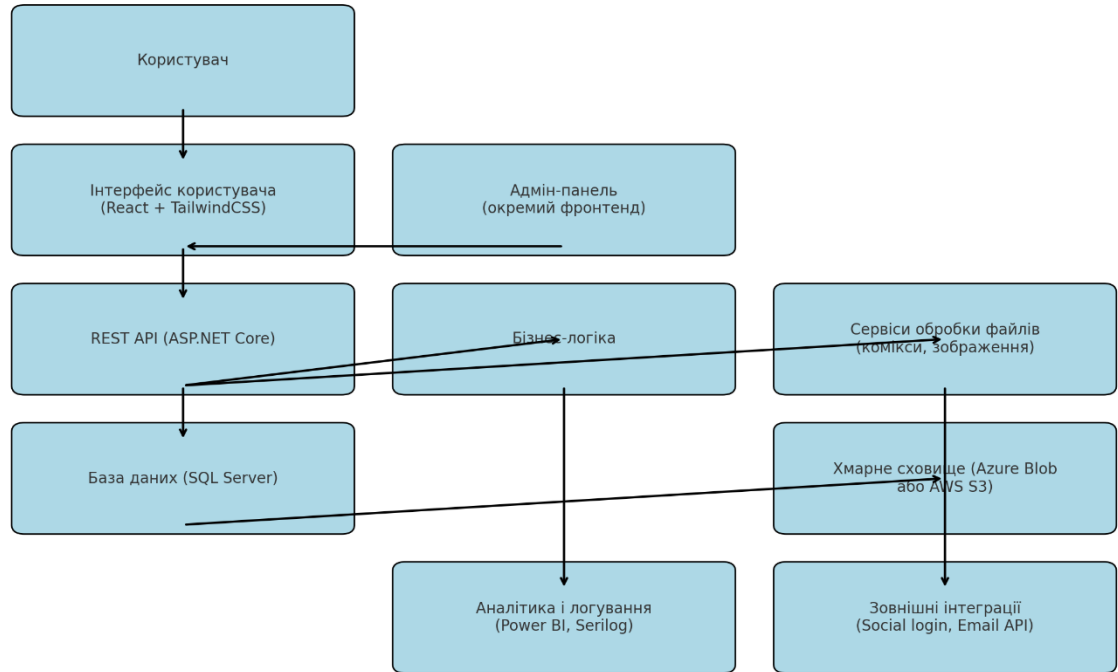 Користувач
Інтерфейс користувача
(React + TailwindCSS)
Адмін-панель
(окремий фронтенд)
REST API (ASP.NET Core)
Бізнес-логіка
Сервіси обробки файлів
(комікси, зображення)
База даних (SQL Server)
Хмарне сховище (Azure Blob
або AWS S3)
Аналітика і логування
(Power BI, Serilog)
Зовнішні інтеграції
(Social login, Email API)